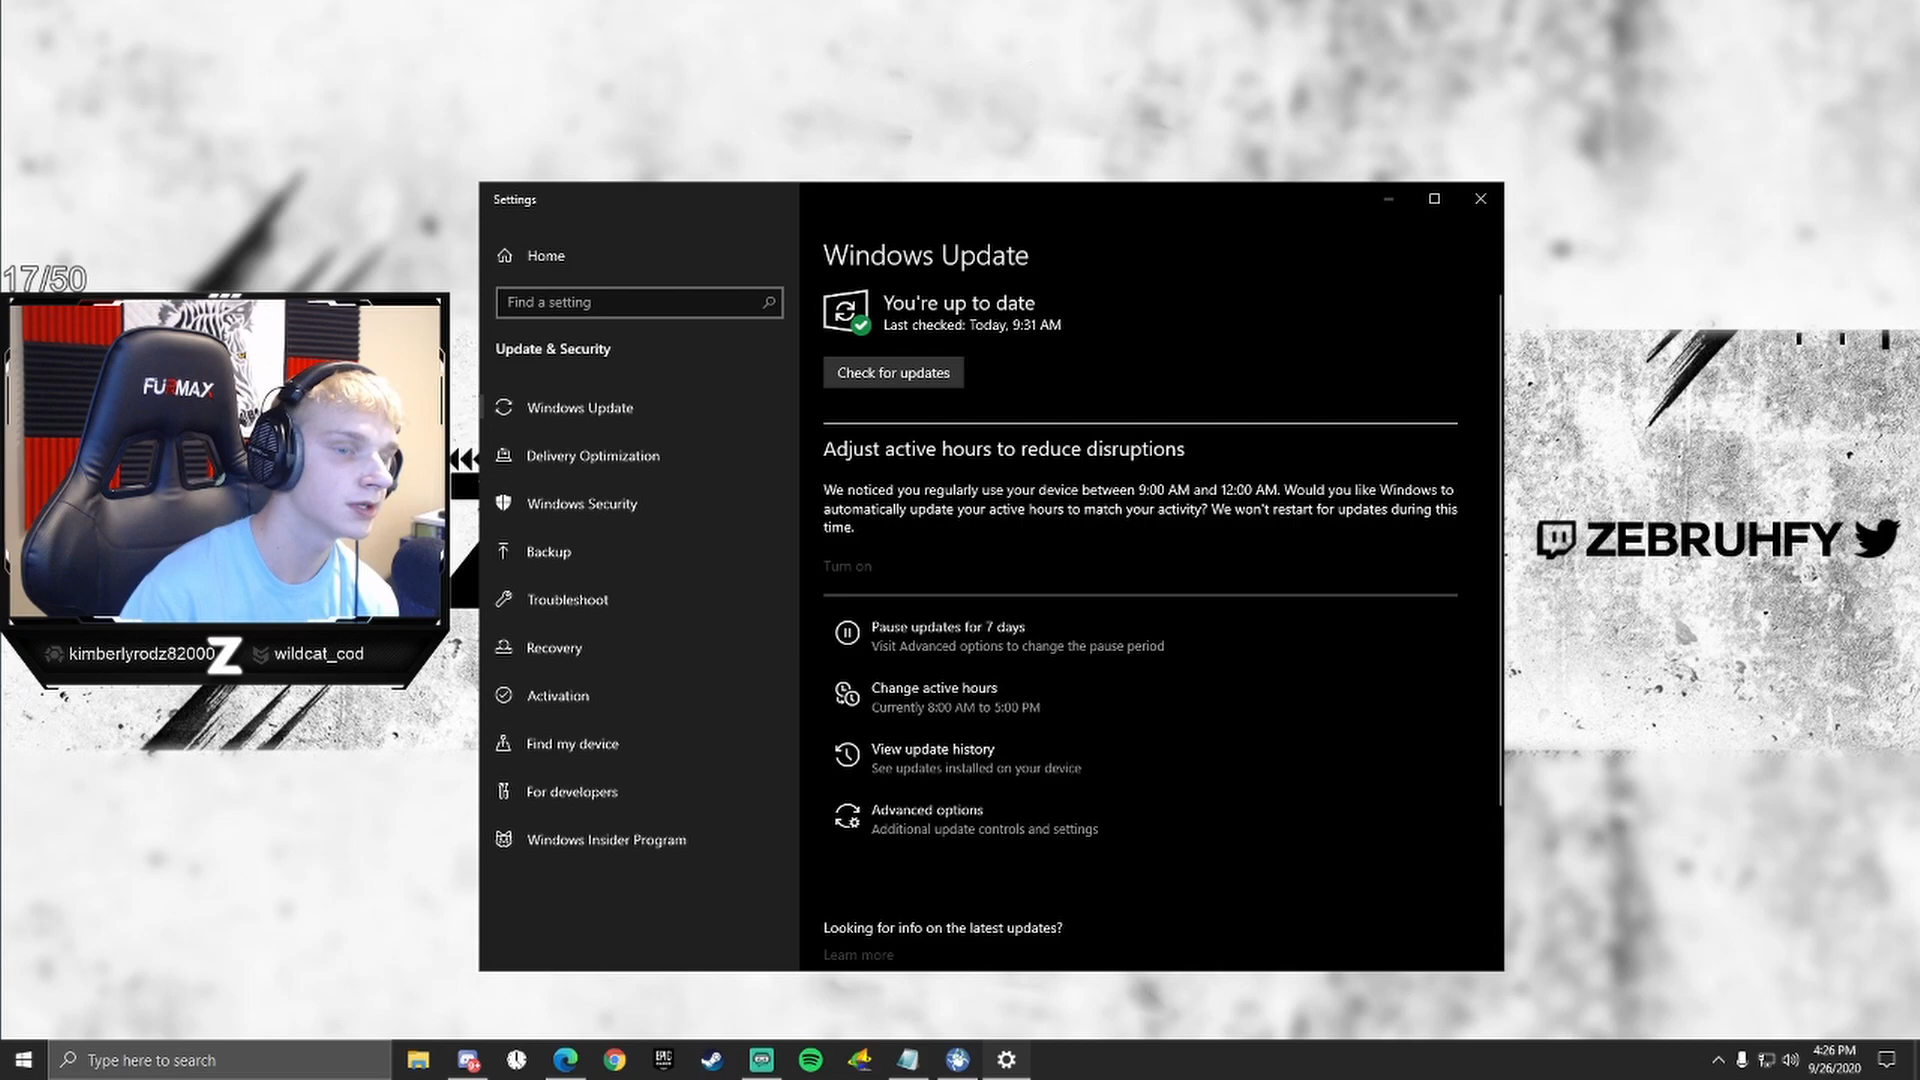 17/50
FURMAX
kimberlyrodz82000
Z
wildcat_cod
Settings
Home
Find a setting
Update & Security
Windows Update
Delivery Optimization
Windows Security
Backup
Troubleshoot
Recovery
Activation
Find my device
For developers
Windows Insider Program
Windows Update
You're up to date
Last checked: Today, 9:31 AM
Check for updates
Adjust active hours to reduce disruptions
We noticed you regularly use your device between 9:00 AM and 12:00 AM. Would you like Windows to
automatically update your active hours to match your activity? We won't restart for updates during this
time.
Turn on
Pause updates for 7 days
Visit Advanced options to change the pause period
Change active hours
Currently 8:00 AM to 5:00 PM
View update history
See updates installed on your device
Advanced options
Additional update controls and settings
Looking for info on the latest updates?
Learn more
ZEBRUHFY
Type here to search
EPIC
4:26 PM
9/26/2020